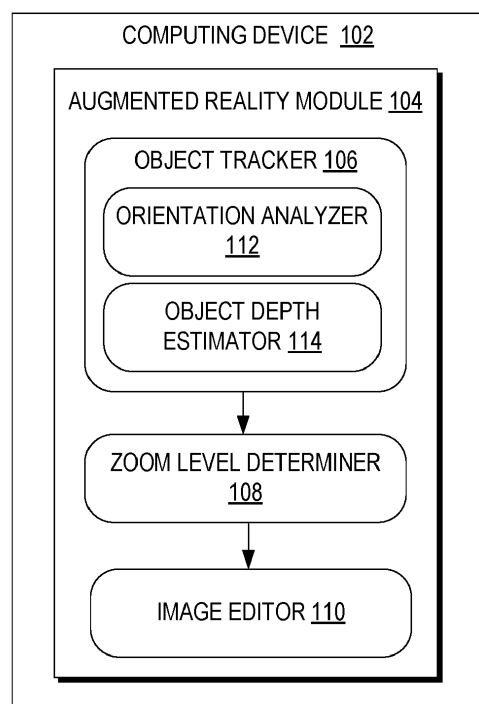 COMPUTING DEVICE 102
AUGMENTED REALITY MODULE 104
OBJECT TRACKER 106
ORIENTATION ANALYZER
112
OBJECT DEPTH
ESTIMATOR 114
ZOOM LEVEL DETERMINER
108
IMAGE EDITOR 110